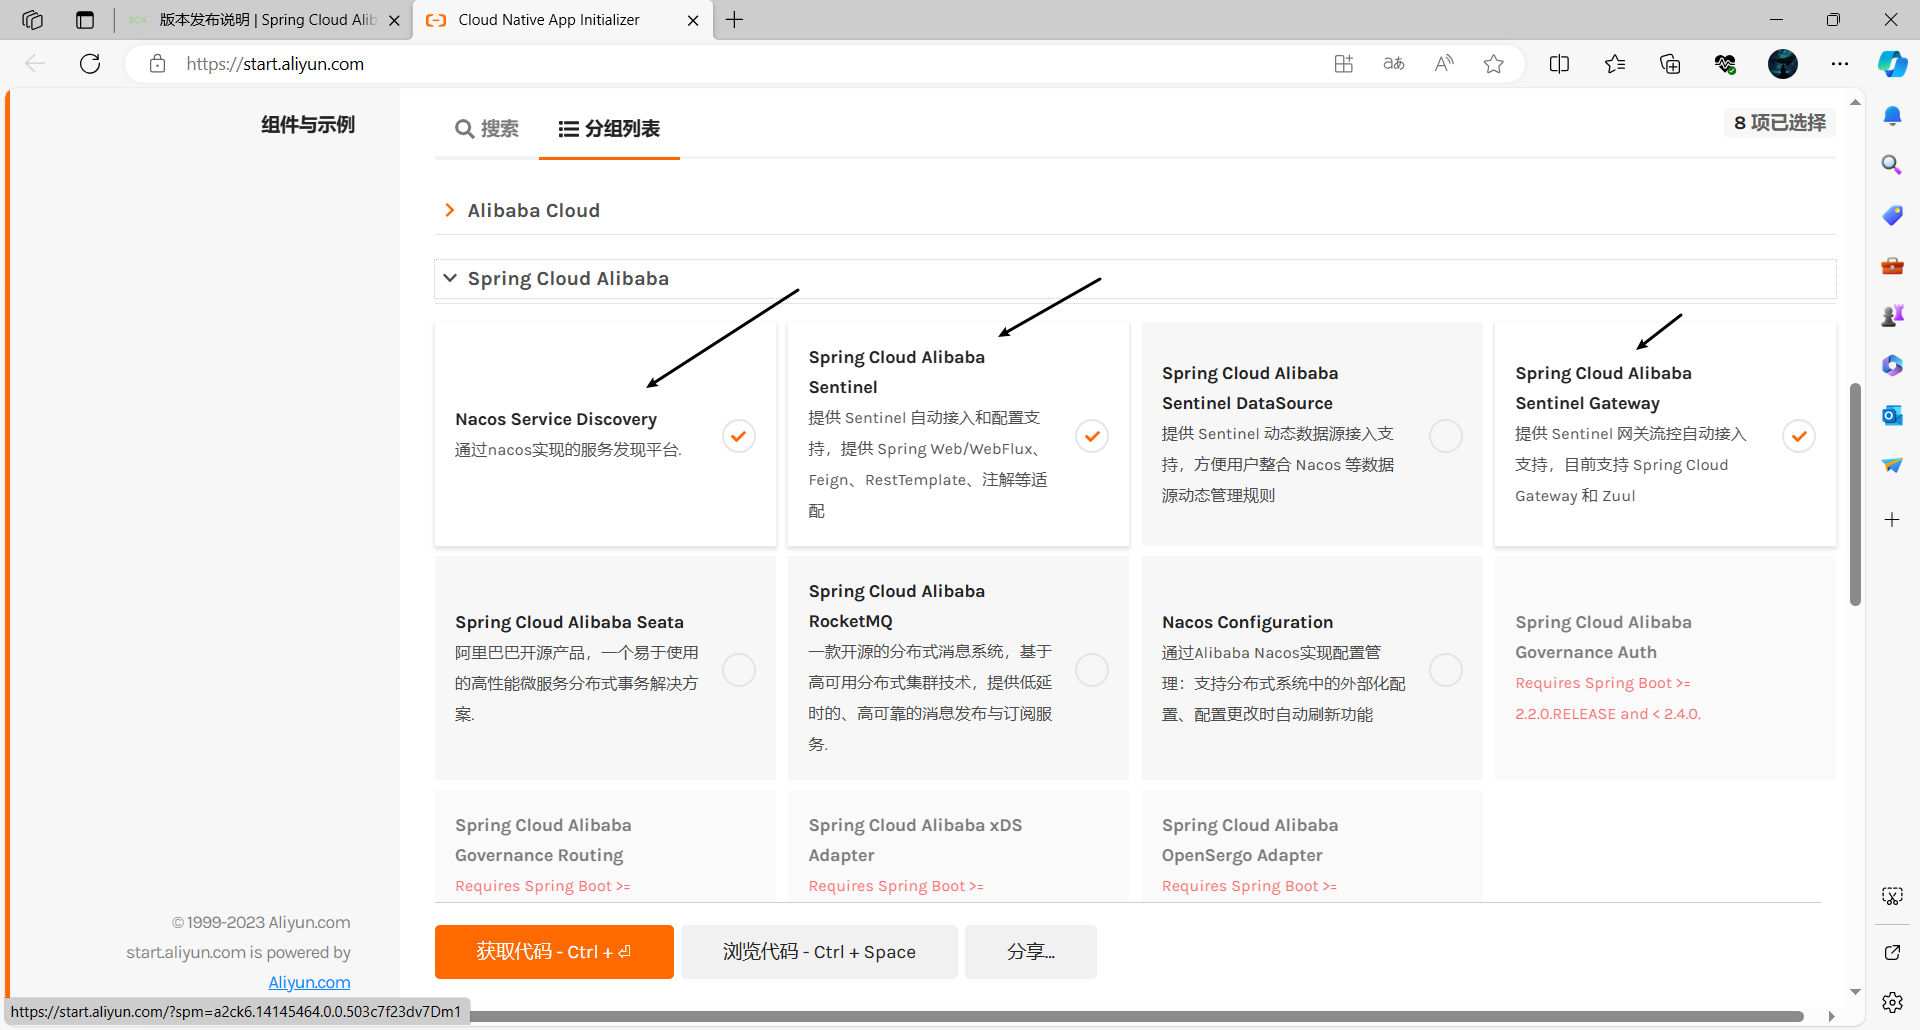 SCA 版本发布说明 | Spring Cloud Alib
Cloud Native App Initializer
https://start.aliyun.com
组件与示例
搜索
分组列表
8 项已选择
Alibaba Cloud
Spring Cloud Alibaba
Nacos Service Discovery
通过nacos实现的服务发现平台.
Spring Cloud Alibaba
Sentinel
提供 Sentinel 自动接入和配置支
持，提供 Spring Web/WebFlux、
Feign、RestTemplate、注解等适
配
Spring Cloud Alibaba
Sentinel DataSource
提供 Sentinel 动态数据源接入支
持，方便用户整合 Nacos 等数据
源动态管理规则
Spring Cloud Alibaba
Sentinel Gateway
提供 Sentinel 网关流控自动接入
支持，目前支持 Spring Cloud
Gateway 和 Zuul
Spring Cloud Alibaba Seata
阿里巴巴开源产品，一个易于使用
的高性能微服务分布式事务解决方
案.
Spring Cloud Alibaba
RocketMQ
一款开源的分布式消息系统，基于
高可用分布式集群技术，提供低延
时的、高可靠的消息发布与订阅服
务.
Nacos Configuration
通过Alibaba Nacos实现配置管
理：支持分布式系统中的外部化配
置、配置更改时自动刷新功能
Spring Cloud Alibaba
Governance Auth
Requires Spring Boot >=
2.2.0.RELEASE and < 2.4.0.
Spring Cloud Alibaba
Governance Routing
Requires Spring Boot >=
Spring Cloud Alibaba xDS
Adapter
Requires Spring Boot >=
Spring Cloud Alibaba
OpenSergo Adapter
Requires Spring Boot >=
© 1999-2023 Aliyun.com
start.aliyun.com is powered by
Aliyun.com
获取代码 - Ctrl + ⏎
浏览代码 - Ctrl + Space
分享...
https://start.aliyun.com/?spm=a2ck6.14145464.0.0.503c7f23dv7Dm1